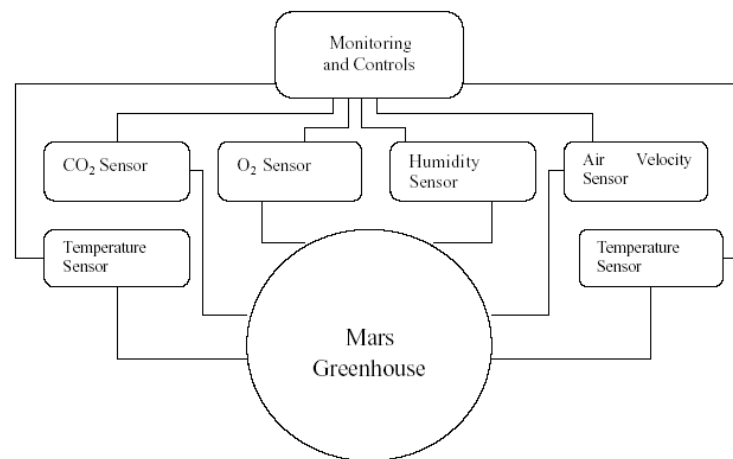 Monitoring
and Controls
CO₂ Sensor
O₂ Sensor
Humidity
Sensor
Air Velocity
Sensor
Temperature
Sensor
Temperature
Sensor
Mars
Greenhouse